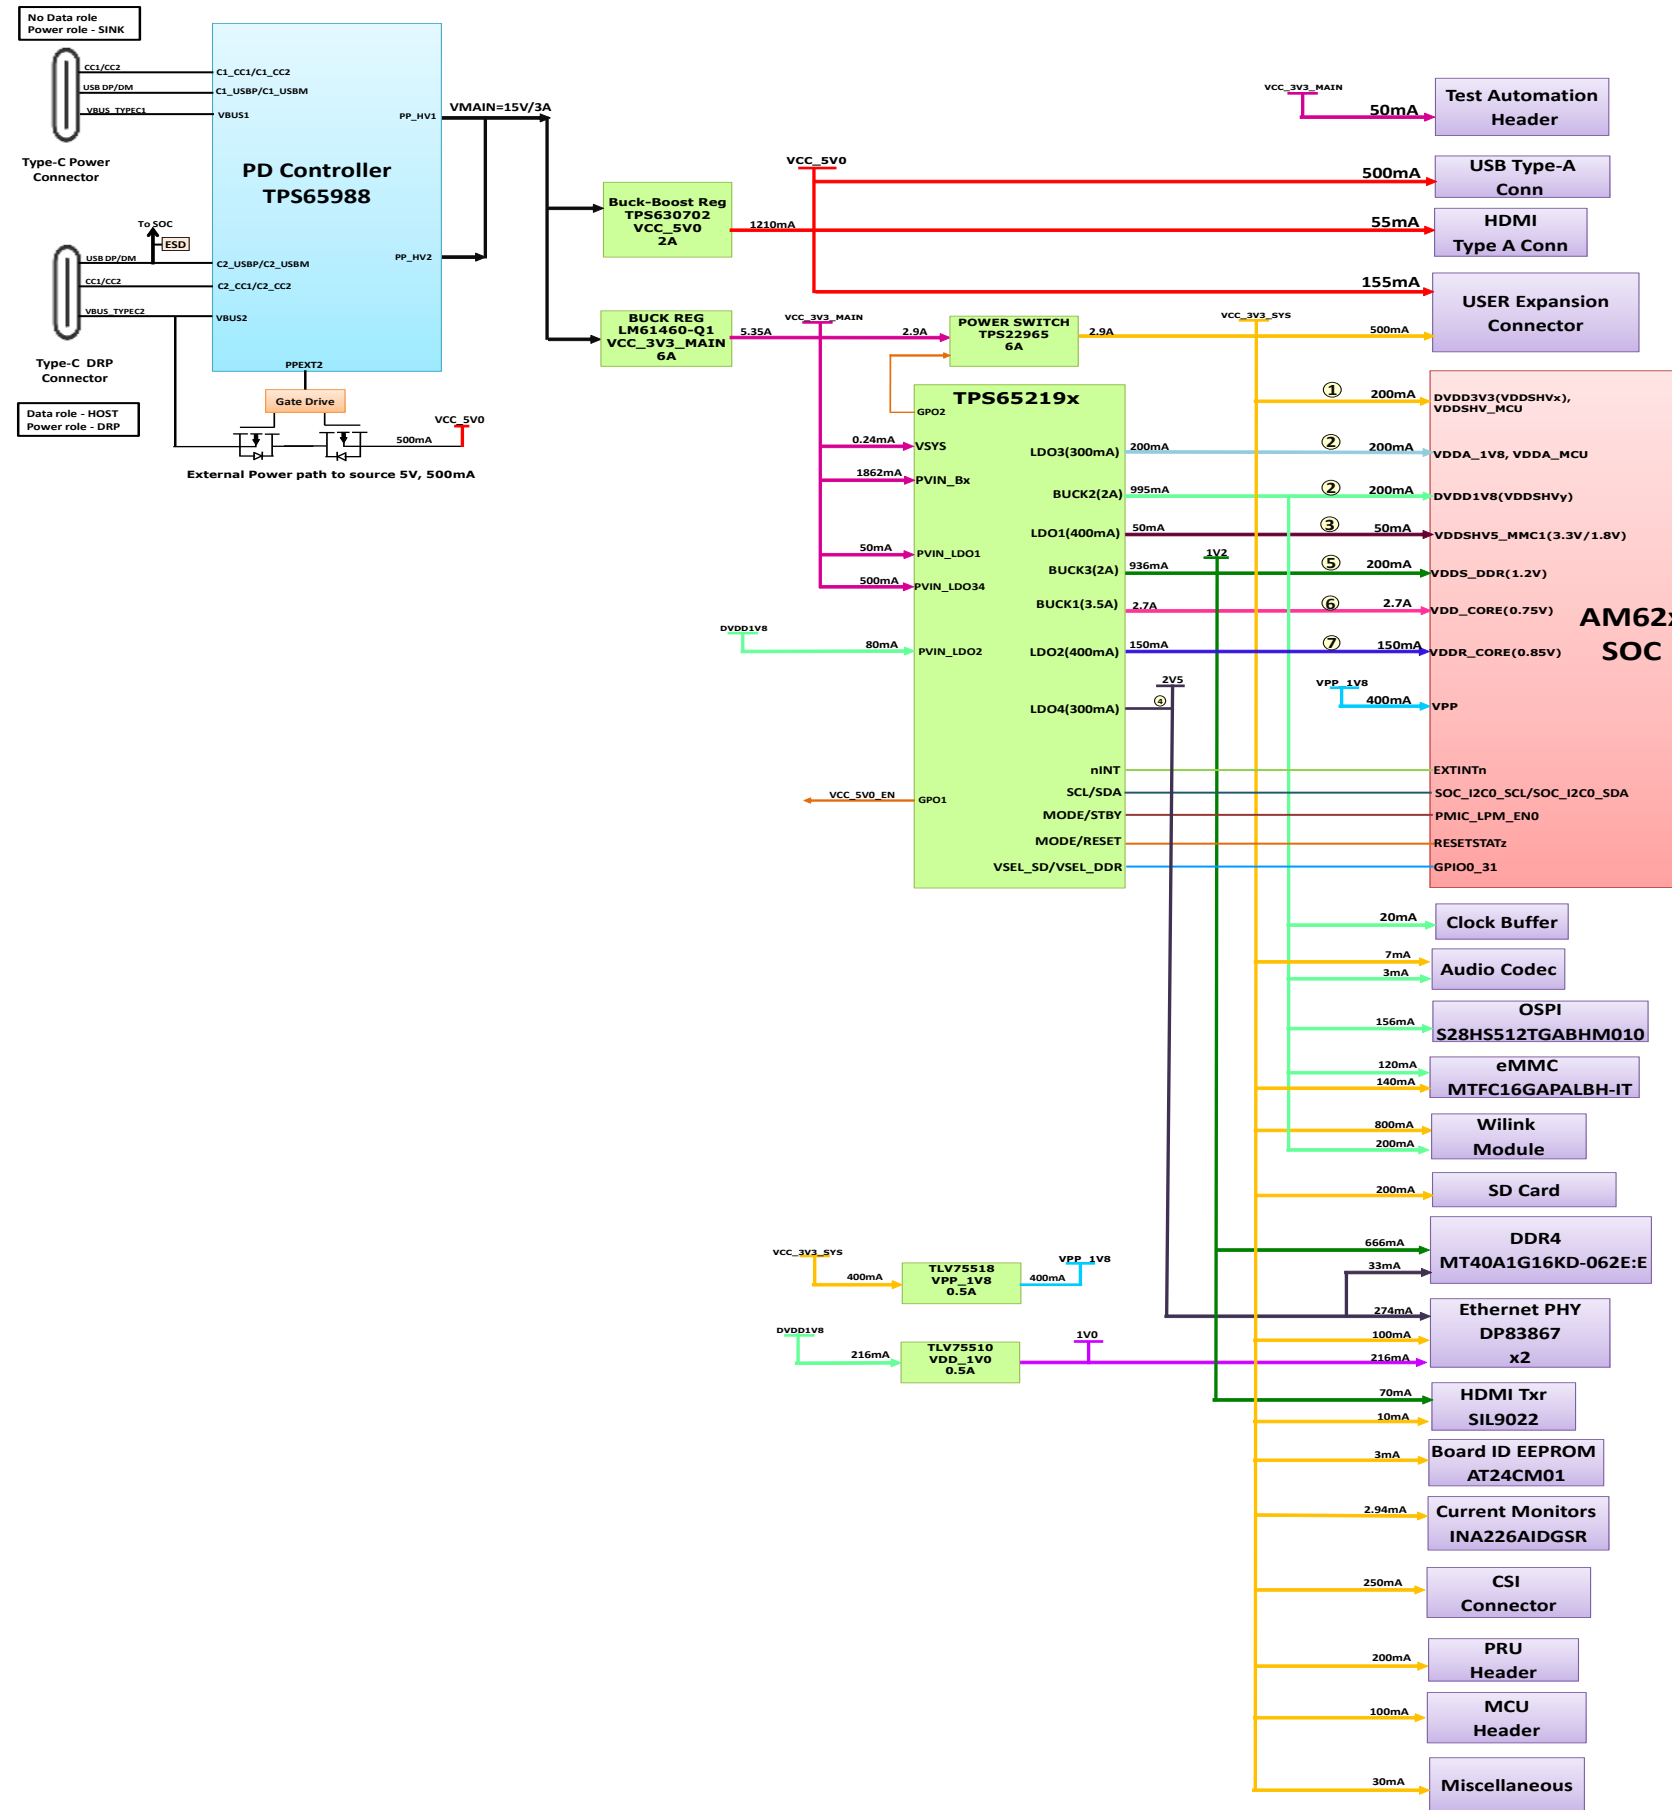 No Data role
Power role - SINK
CC1/CC2
USB DP/DM
VBUS_TYPEC1
Type-C Power
Connector
C1_CC1/C1_CC2
C1_USBP/C1_USBM
VBUS1
PP_HV1
PD Controller
TPS65988
PP_HV2
C2_USBP/C2_USBM
C2_CC1/C2_CC2
VBUS2
PPEXT2
To SOC
ESD
USB DP/DM
CC1/CC2
VBUS_TYPEC2
Type-C DRP
Connector
Data role - HOST
Power role - DRP
Gate Drive
500mA
VCC_5V0
External Power path to source 5V, 500mA
VMAIN=15V/3A
Buck-Boost Reg
TPS630702
VCC_5V0
2A
1210mA
BUCK REG
LM61460-Q1
VCC_3V3_MAIN
6A
5.35A
VCC_3V3_MAIN
2.9A
POWER SWITCH
TPS22965
6A
2.9A
VCC_3V3_SYS
VCC_5V0
VCC_3V3_MAIN
50mA
Test Automation
Header
500mA
USB Type-A
Conn
55mA
HDMI
Type A Conn
155mA
500mA
USER Expansion
Connector
TPS65219x
GPO2
0.24mA
VSYS
1862mA
PVIN_Bx
50mA
PVIN_LDO1
500mA
PVIN_LDO34
DVDD1V8
80mA
PVIN_LDO2
VCC_5V0_EN
GPO1
LDO3(300mA)
BUCK2(2A)
LDO1(400mA)
BUCK3(2A)
BUCK1(3.5A)
LDO2(400mA)
LDO4(300mA)
nINT
SCL/SDA
MODE/STBY
MODE/RESET
VSEL_SD/VSEL_DDR
200mA
995mA
50mA
936mA
2.7A
150mA
1V2
2V5
4
1
200mA
2
200mA
2
200mA
3
50mA
5
200mA
6
2.7A
7
150mA
VPP_1V8
400mA
DVDD3V3(VDDSHVx),
VDDSHV_MCU
VDDA_1V8, VDDA_MCU
DVDD1V8(VDDSHVy)
VDDSHV5_MMC1(3.3V/1.8V)
VDDS_DDR(1.2V)
VDD_CORE(0.75V)
VDDR_CORE(0.85V)
VPP
EXTINTn
SOC_I2C0_SCL/SOC_I2C0_SDA
PMIC_LPM_EN0
RESETSTATz
GPIO0_31
AM62x
SOC
20mA
Clock Buffer
7mA
3mA
Audio Codec
156mA
OSPI
S28HS512TGABHM010
120mA
140mA
eMMC
MTFC16GAPALBH-IT
800mA
200mA
Wilink
Module
200mA
SD Card
666mA
33mA
DDR4
MT40A1G16KD-062E:E
274mA
100mA
216mA
Ethernet PHY
DP83867
x2
VCC_3V3_SYS
400mA
TLV75518
VPP_1V8
0.5A
400mA
VPP_1V8
DVDD1V8
216mA
TLV75510
VDD_1V0
0.5A
1V0
70mA
10mA
HDMI Txr
SIL9022
3mA
Board ID EEPROM
AT24CM01
2.94mA
Current Monitors
INA226AIDGSR
250mA
CSI
Connector
200mA
PRU
Header
100mA
MCU
Header
30mA
Miscellaneous